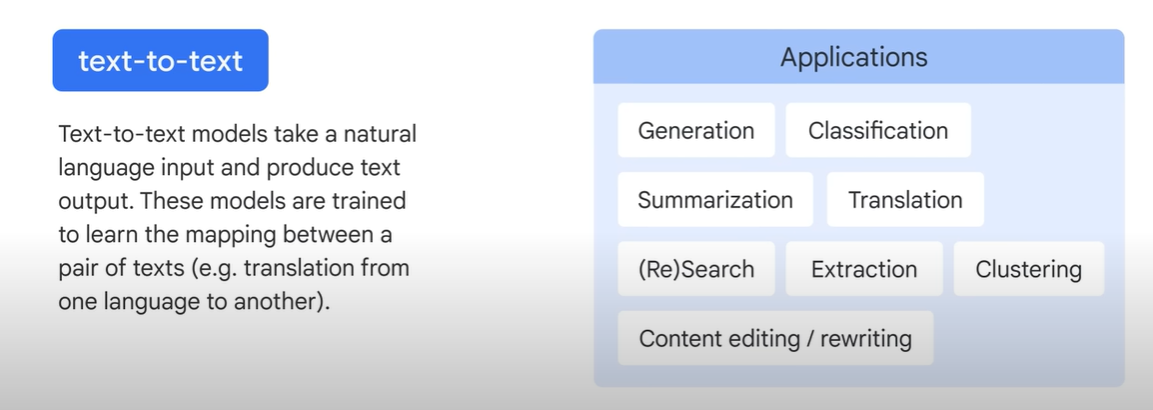 text-to-text
Text-to-text models take a natural
language input and produce text
output. These models are trained
to learn the mapping between a
pair of texts (e.g. translation from
one language to another).
Applications
Generation Classification
Summarization Translation
(Re)Search Extraction Clustering
Content editing / rewriting